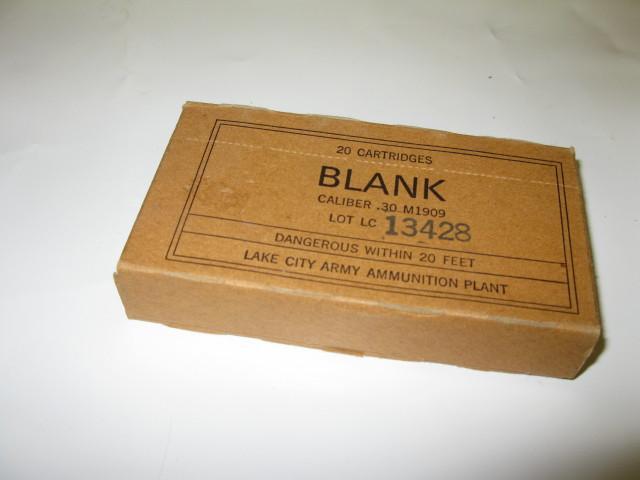 20 CARTRIDGES
BLANK
CALIBER .30 M1909
LOT LC 13428
DANGEROUS WITHIN 20 FEET
LAKE CITY ARMY AMMUNITION PLANT